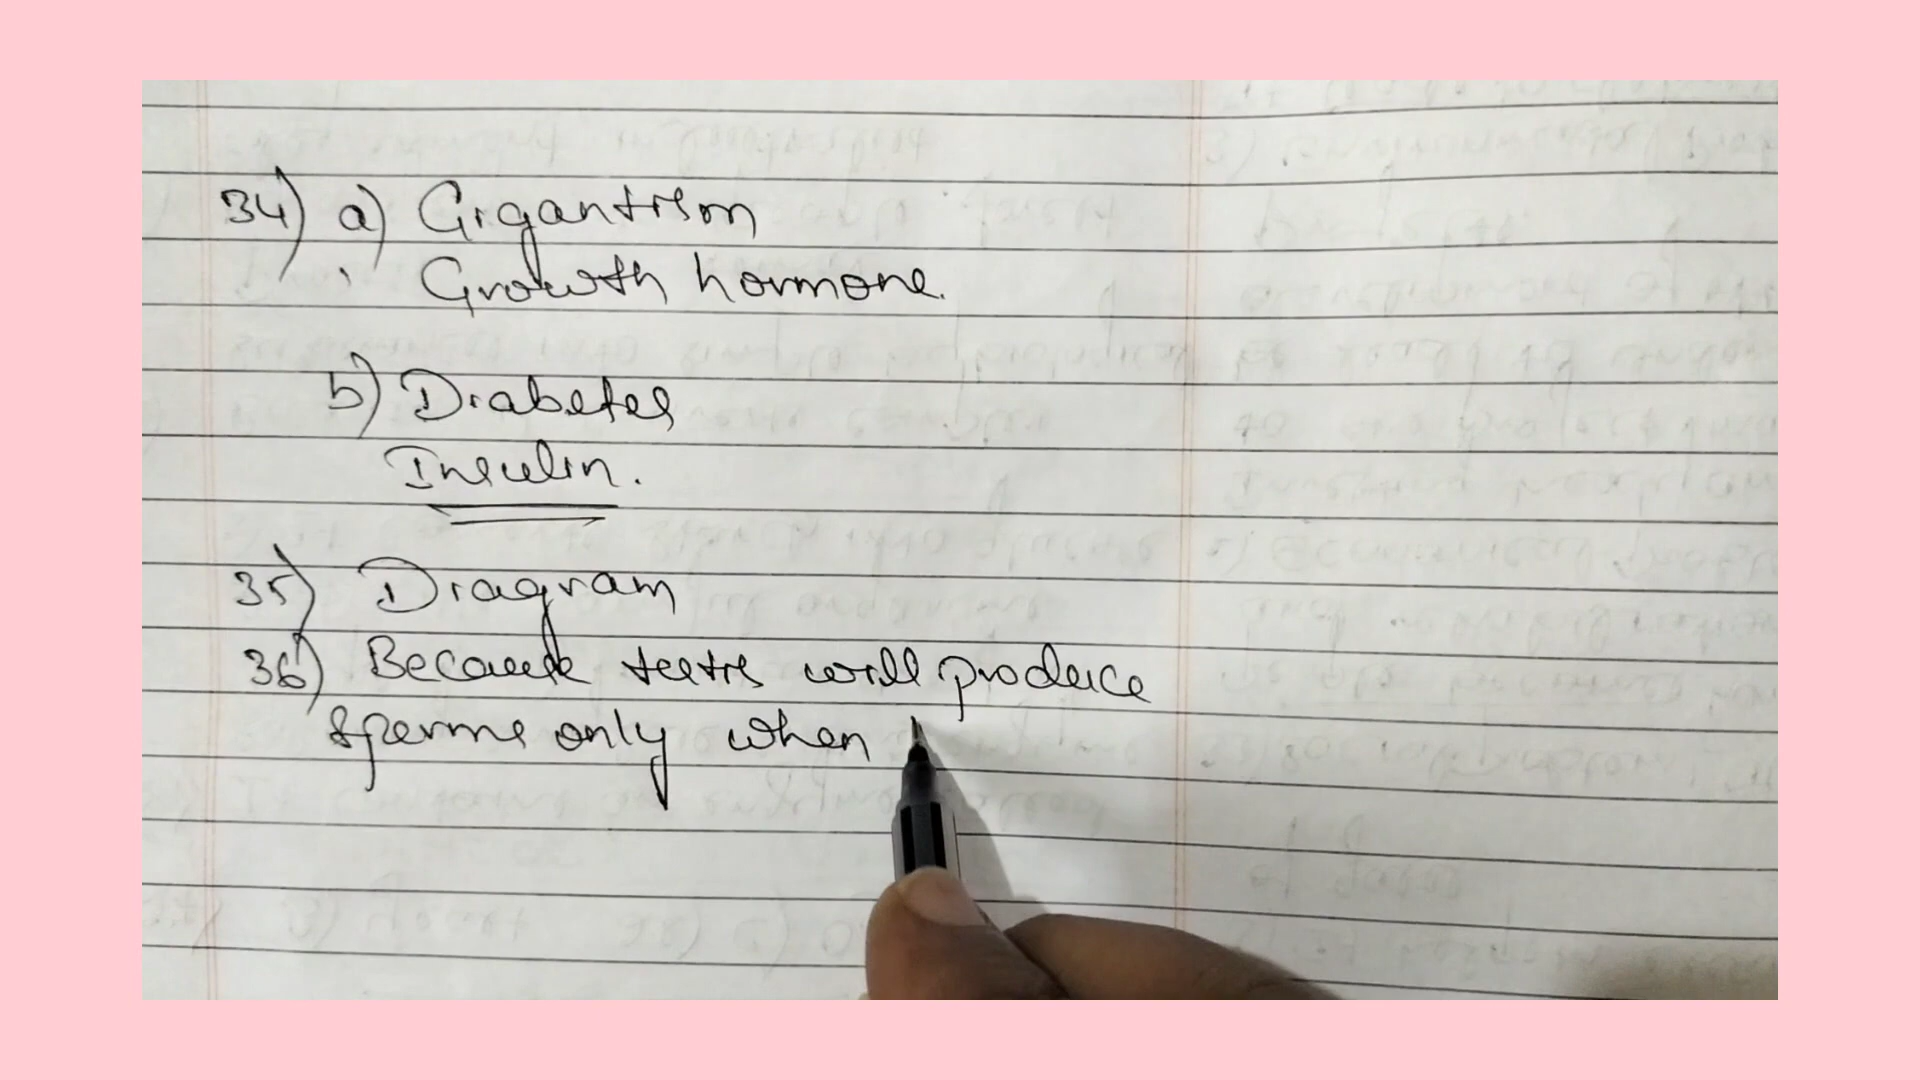 34) a) Gigantism
Growth hormone.
b) Diabetes
Insulin.
35) Diagram
36) Because testis will produce
sperms only when